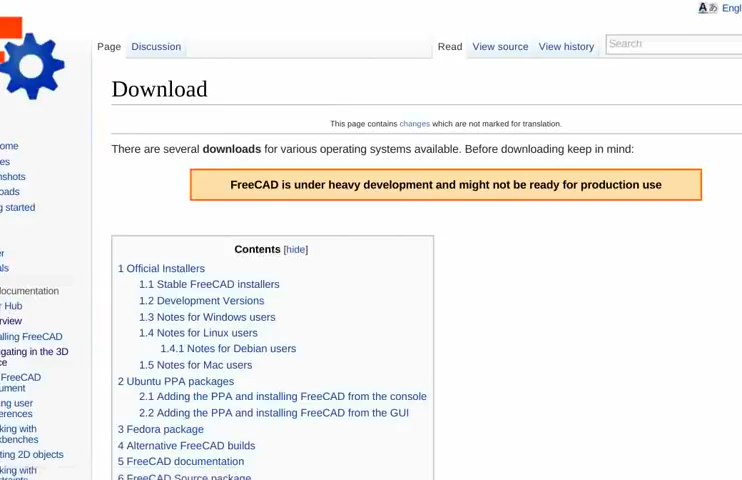 Engl
Page Discussion Read View source View history Search
Download
This page contains changes which are not marked for translation.
There are several downloads for various operating systems available. Before downloading keep in mind:
FreeCAD is under heavy development and might not be ready for production use
Contents [hide]
1 Official Installers
1.1 Stable FreeCAD installers
1.2 Development Versions
1.3 Notes for Windows users
1.4 Notes for Linux users
1.4.1 Notes for Debian users
1.5 Notes for Mac users
2 Ubuntu PPA packages
2.1 Adding the PPA and installing FreeCAD from the console
2.2 Adding the PPA and installing FreeCAD from the GUI
3 Fedora package
4 Alternative FreeCAD builds
5 FreeCAD documentation
6 FreeCAD Source package
ome
es
nshots
oads
g started
r
als
ocumentation
r Hub
rview
alling FreeCAD
igating in the 3D
ce
FreeCAD
ument
ng user
erences
king with
kbenches
ting 2D objects
king with